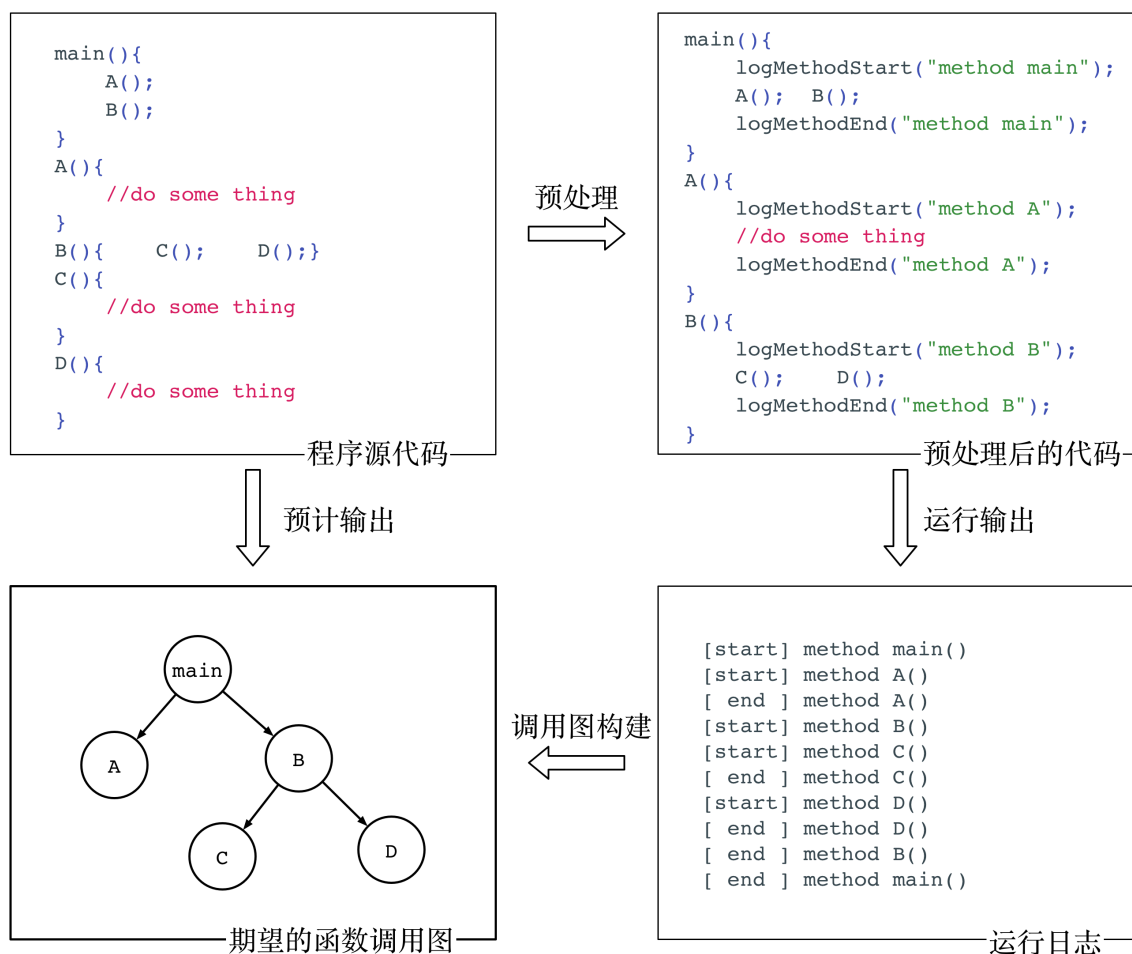 main(){
A();
B();
}
A(){
//do some thing
}
B(){ C(); D();}
C(){
//do some thing
}
D(){
//do some thing
}
程序源代码
预处理
main(){
logMethodStart("method main");
A(); B();
logMethodEnd("method main");
}
A(){
logMethodStart("method A");
//do some thing
logMethodEnd("method A");
}
B(){
logMethodStart("method B");
C(); D();
logMethodEnd("method B");
}
预处理后的代码
预计输出
运行输出
main
A
B
C
D
期望的函数调用图
调用图构建
[start] method main()
[start] method A()
[ end ] method A()
[start] method B()
[start] method C()
[ end ] method C()
[start] method D()
[ end ] method D()
[ end ] method B()
[ end ] method main()
运行日志